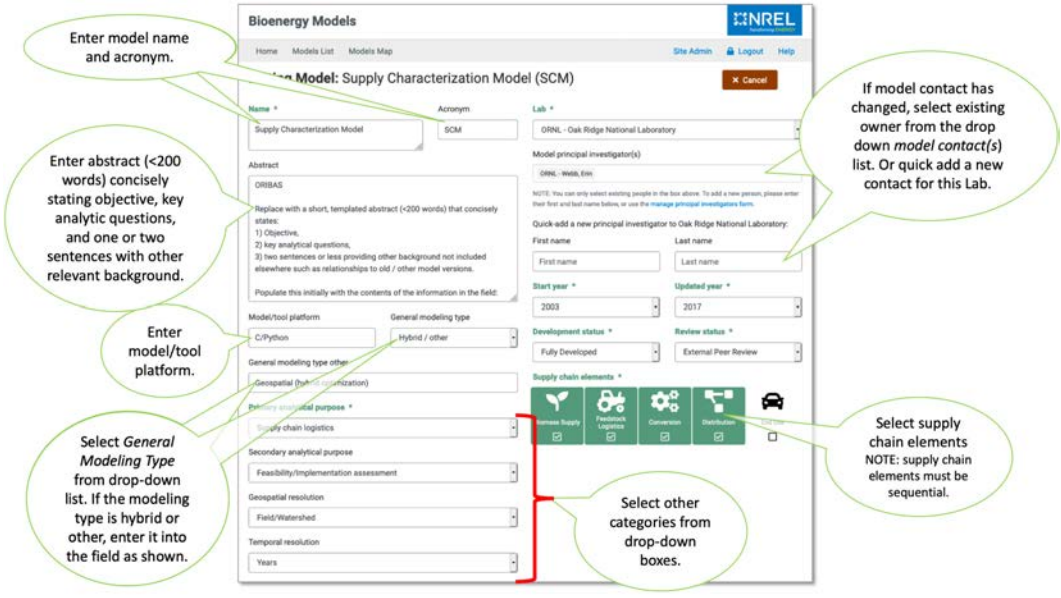 Bioenergy Models
NREL
Transforming ENERGY
Home Models List Models Map
Site Admin Logout Help
Model: Supply Characterization Model (SCM)
Cancel
Name *
Supply Characterization Model
Acronym
SCM
Abstract
ORIBAS
Replace with a short, templated abstract (<200 words) that concisely
states:
1) Objective,
2) key analytical questions,
3) two sentences or less providing other background not included
elsewhere such as relationships to old / other model versions.
Populate this initially with the contents of the information in the field:
Model/tool platform
C/Python
General modeling type
Hybrid / other
General modeling type other
Geospatial (hybrid optimization)
Primary analytical purpose *
Supply chain logistics
Secondary analytical purpose
Feasibility/Implementation assessment
Geospatial resolution
Field/Watershed
Temporal resolution
Years
Lab *
ORNL - Oak Ridge National Laboratory
Model principal investigator(s)
ORNL - Webb, Erin
NOTE: You can only select existing people in the box above. To add a new person, please enter
their first and last name below, or use the manage principal investigators form.
Quick-add a new principal investigator to Oak Ridge National Laboratory:
First name
First name
Last name
Last name
Start year *
2003
Updated year *
2017
Development status *
Fully Developed
Review status *
External Peer Review
Supply chain elements *
Biomass Supply
Feedstock
Logistics
Conversion
Distribution
End Use
Enter model name
and acronym.
Enter abstract (<200
words) concisely
stating objective, key
analytic questions,
and one or two
sentences with other
relevant background.
Enter
model/tool
platform.
Select General
Modeling Type
from drop-down
list. If the modeling
type is hybrid or
other, enter it into
the field as shown.
If model contact has
changed, select existing
owner from the drop
down model contact(s)
list. Or quick add a new
contact for this Lab.
Select supply
chain elements
NOTE: supply chain
elements must be
sequential.
Select other
categories from
drop-down
boxes.